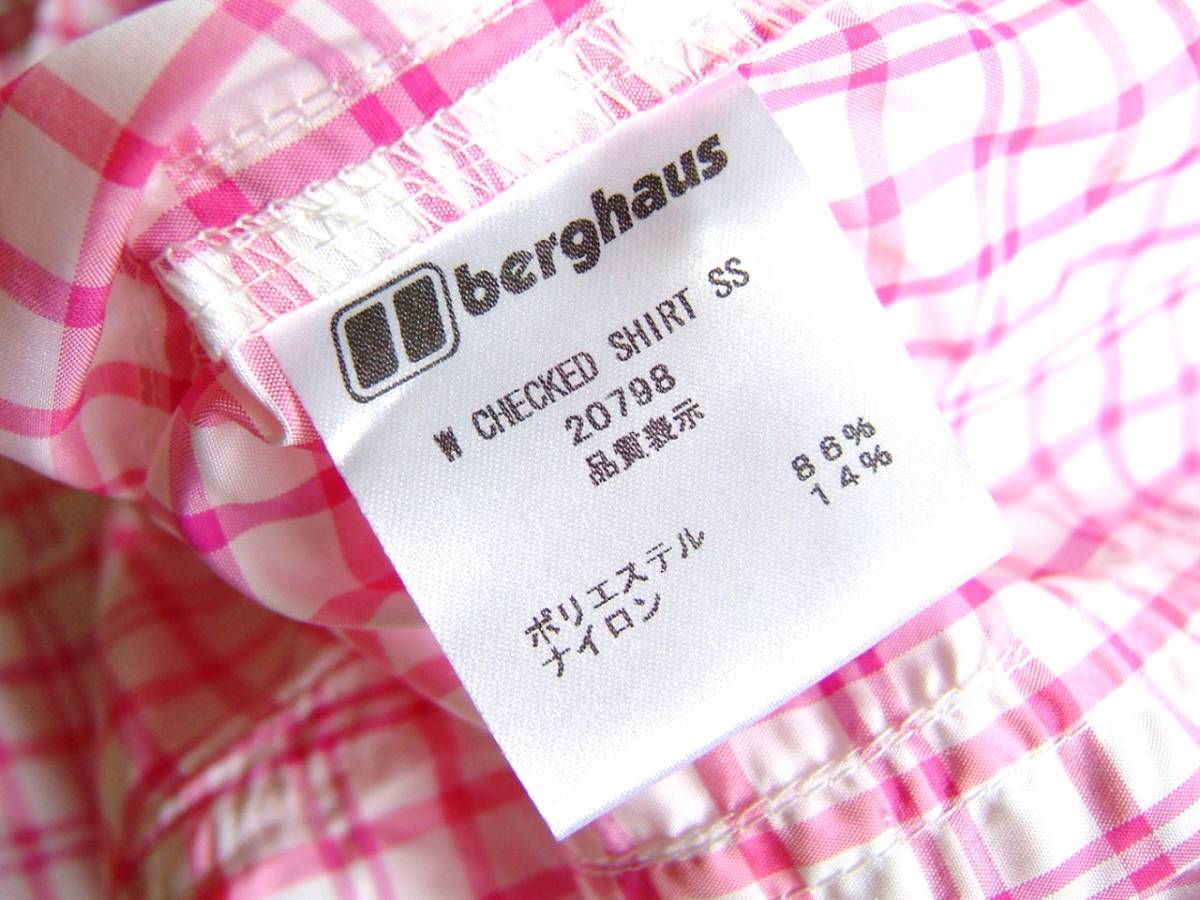 berghaus
W CHECKED SHIRT SS
20798
品質表示
ポリエステル 86%
ナイロン 14%